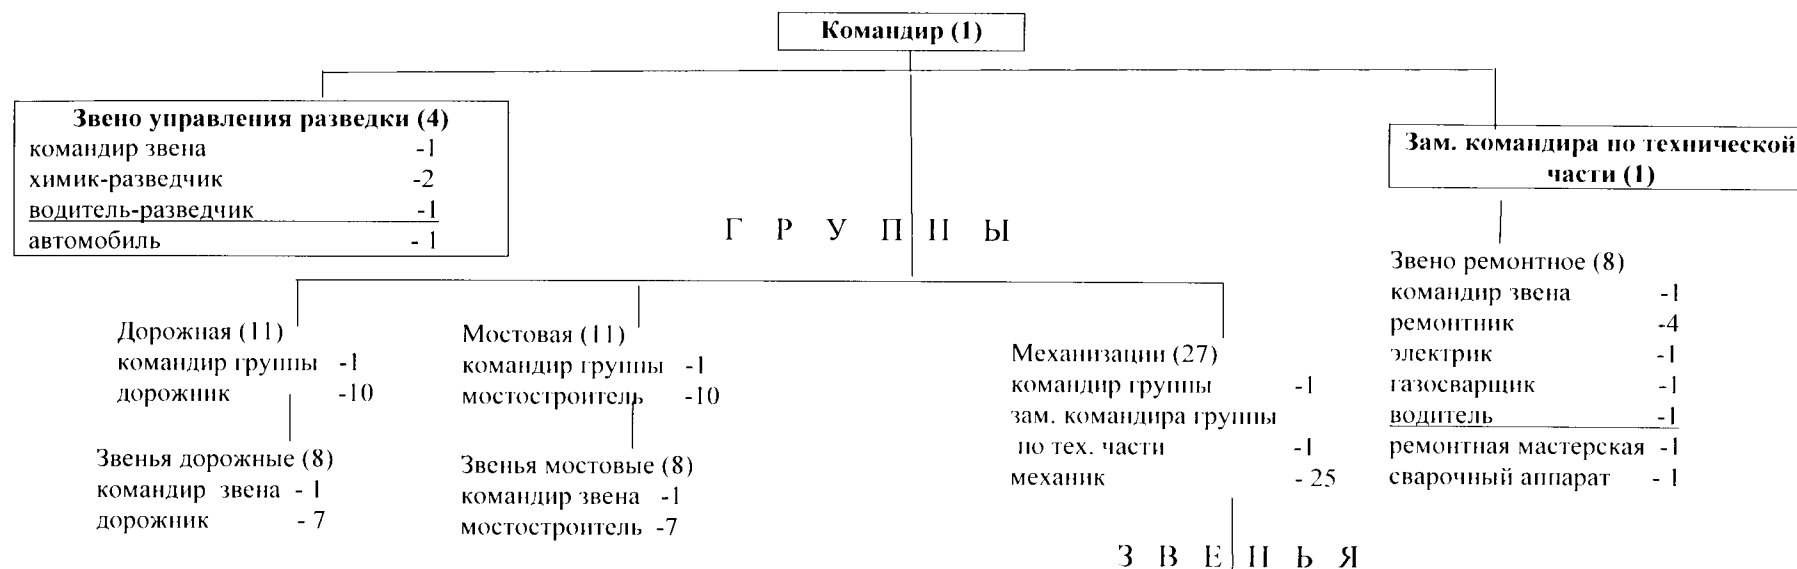 Командир (1)
Звено управления разведки (4)
командир звена -1
химик-разведчик -2
водитель-разведчик -1
автомобиль - 1
Зам. командира по технической
части (1)
Г Р У П П Ы
Звено ремонтное (8)
командир звена -1
ремонтник -4
электрик -1
газосварщик -1
водитель -1
ремонтная мастерская -1
сварочный аппарат - 1
Дорожная (11)
командир группы -1
дорожник -10
Звенья дорожные (8)
командир звена - 1
дорожник - 7
Мостовая (11)
командир группы -1
мостостроитель -10
Звенья мостовые (8)
командир звена -1
мостостроитель -7
Механизации (27)
командир группы -1
зам. командира группы
по тех. части -1
механик - 25
З В Е Н Ь Я